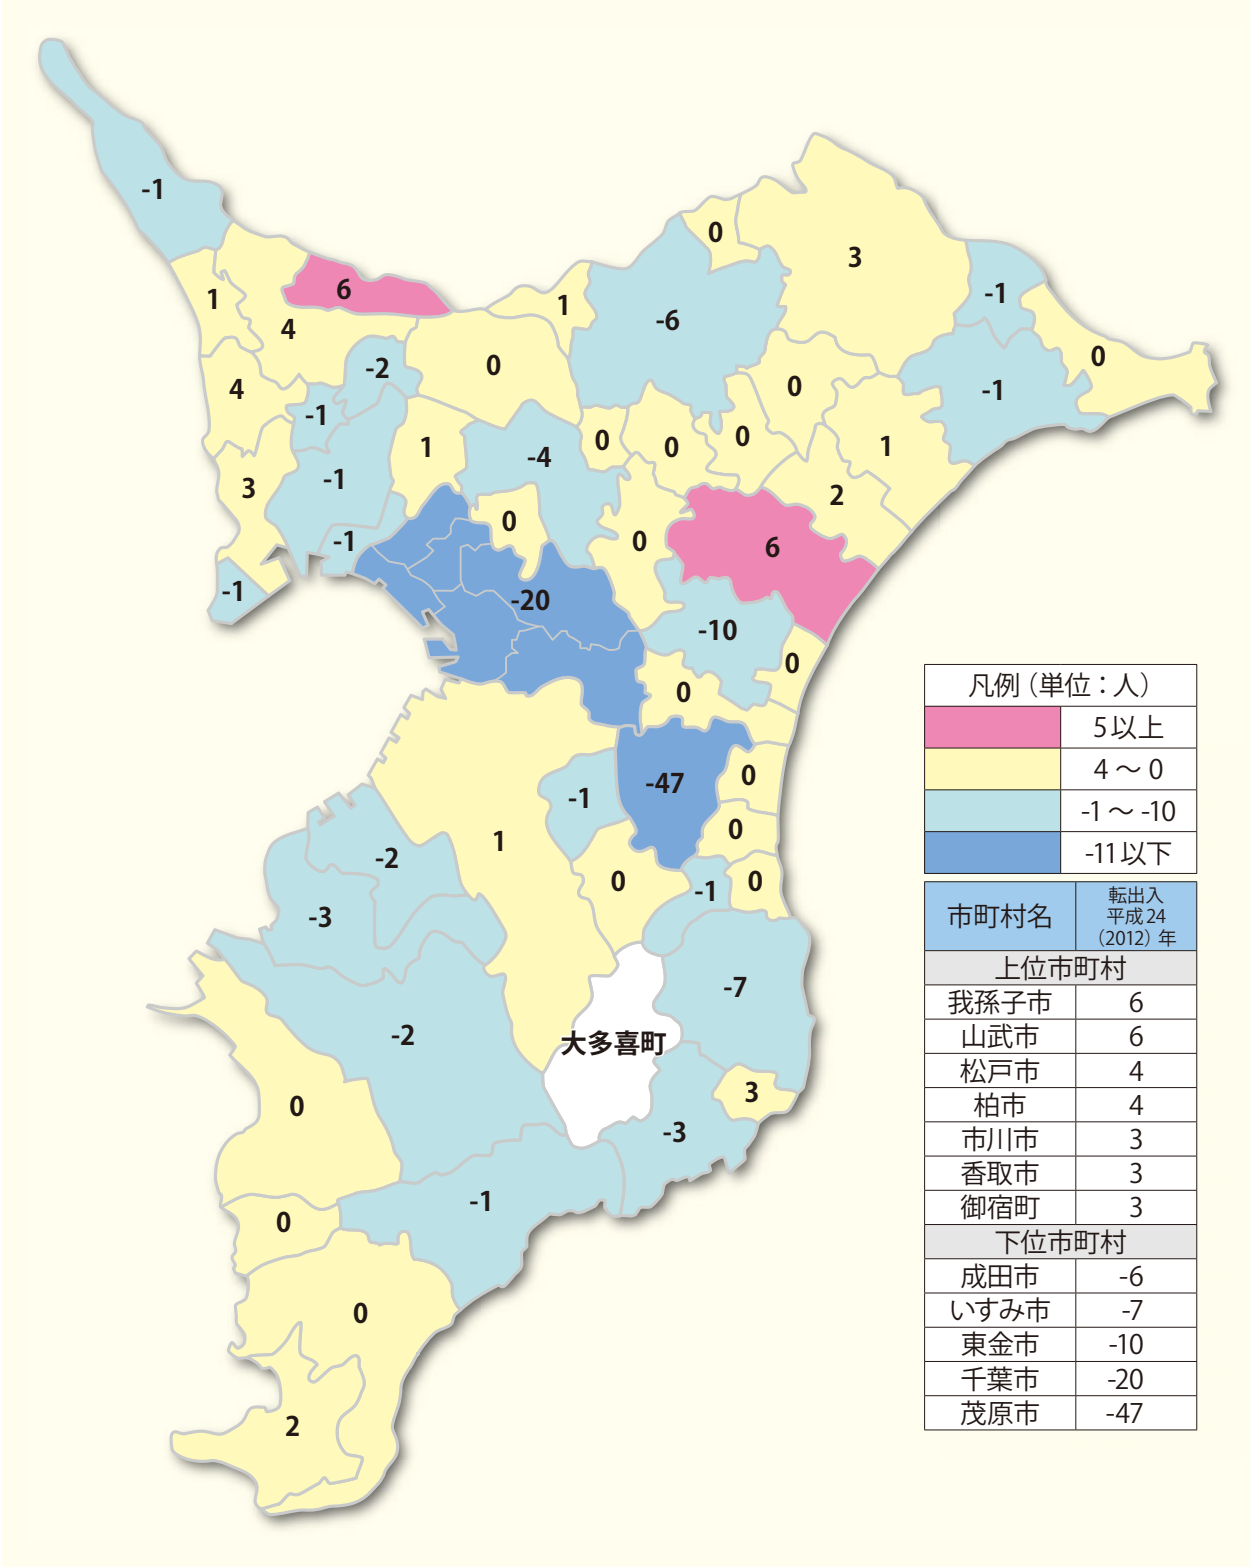 -1
0
3
6
1
-1
1
-6
4
0
0
-2
0
4
-1
-1
0
1
0
0
1
-4
-1
3
2
0
-1
0
6
-1
-20
-10
0
0
0
-47
-1
0
1
-2
0
0
-1
-3
-7
-2
大多喜町
3
0
-3
-1
0
0
2
凡例（単位：人）
5以上
4～0
-1～-10
-11以下
市町村名
転出入
平成24
（2012）年
上位市町村
我孫子市 6
山武市 6
松戸市 4
柏市 4
市川市 3
香取市 3
御宿町 3
下位市町村
成田市 -6
いすみ市 -7
東金市 -10
千葉市 -20
茂原市 -47